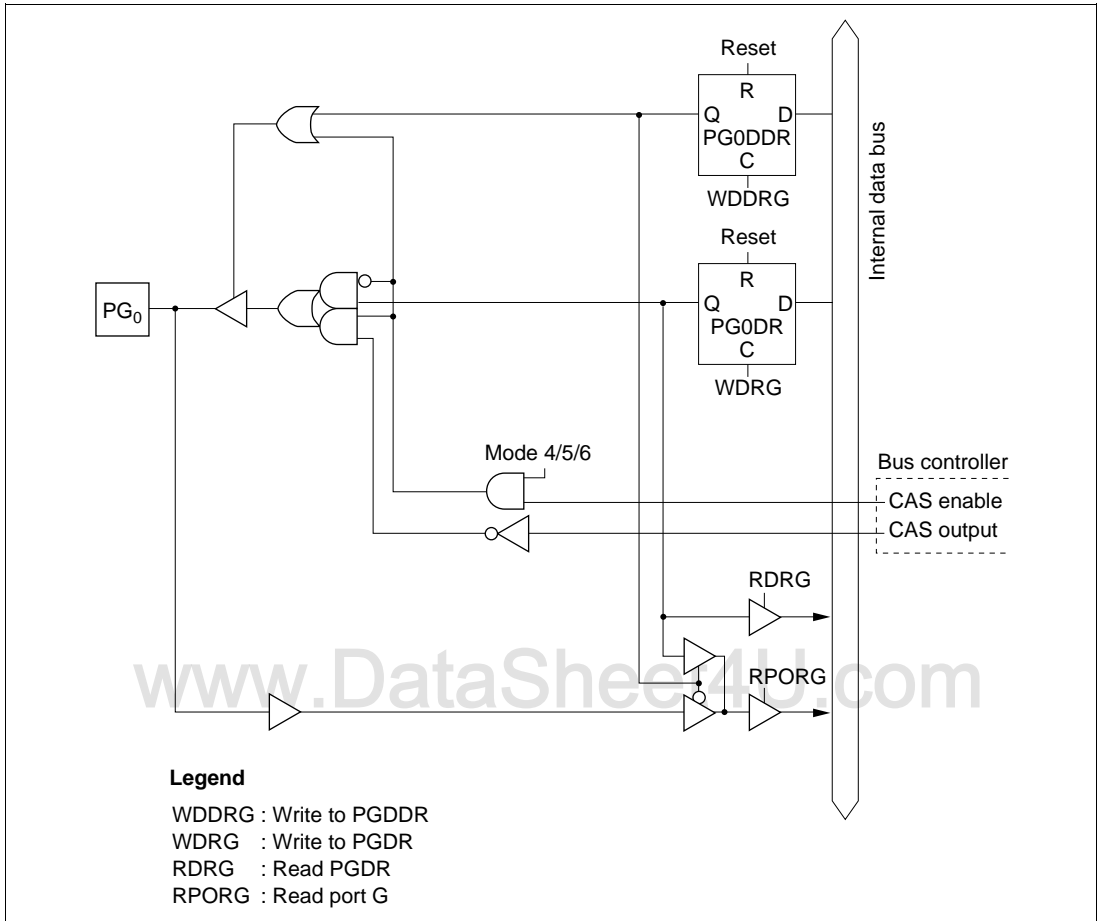 Reset
R
Q D
PG0DDR
C
WDDRG
Internal data bus
Reset
R
Q D
PG0DR
C
WDRG
PG0
Mode 4/5/6
Bus controller
CAS enable
CAS output
RDRG
RPORG
www.DataSheet4U.com
Legend
WDDRG : Write to PGDDR
WDRG : Write to PGDR
RDRG : Read PGDR
RPORG : Read port G